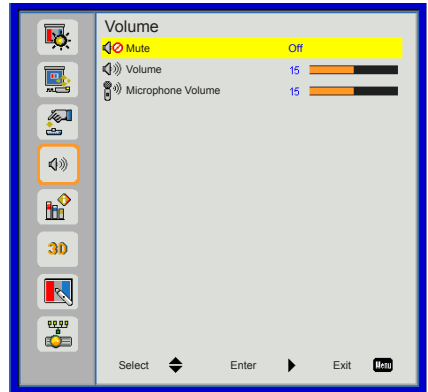 Volume
Mute Off
Volume 15
Microphone Volume 15
3D
Select Enter Exit Menu